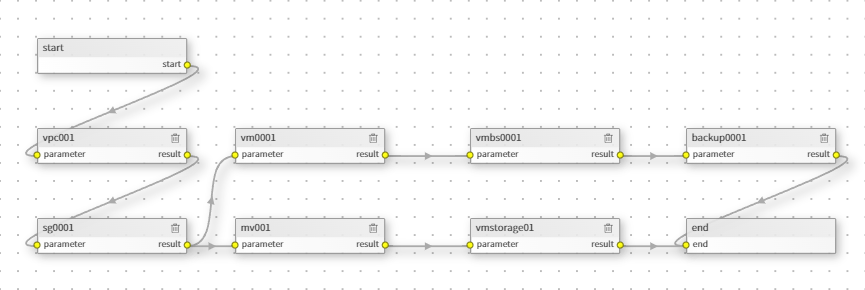 start
start
vpc001
parameter result
vm0001
parameter result
vmbs0001
parameter result
backup0001
parameter result
sg0001
parameter result
mv001
parameter result
vmstorage01
parameter result
end
end